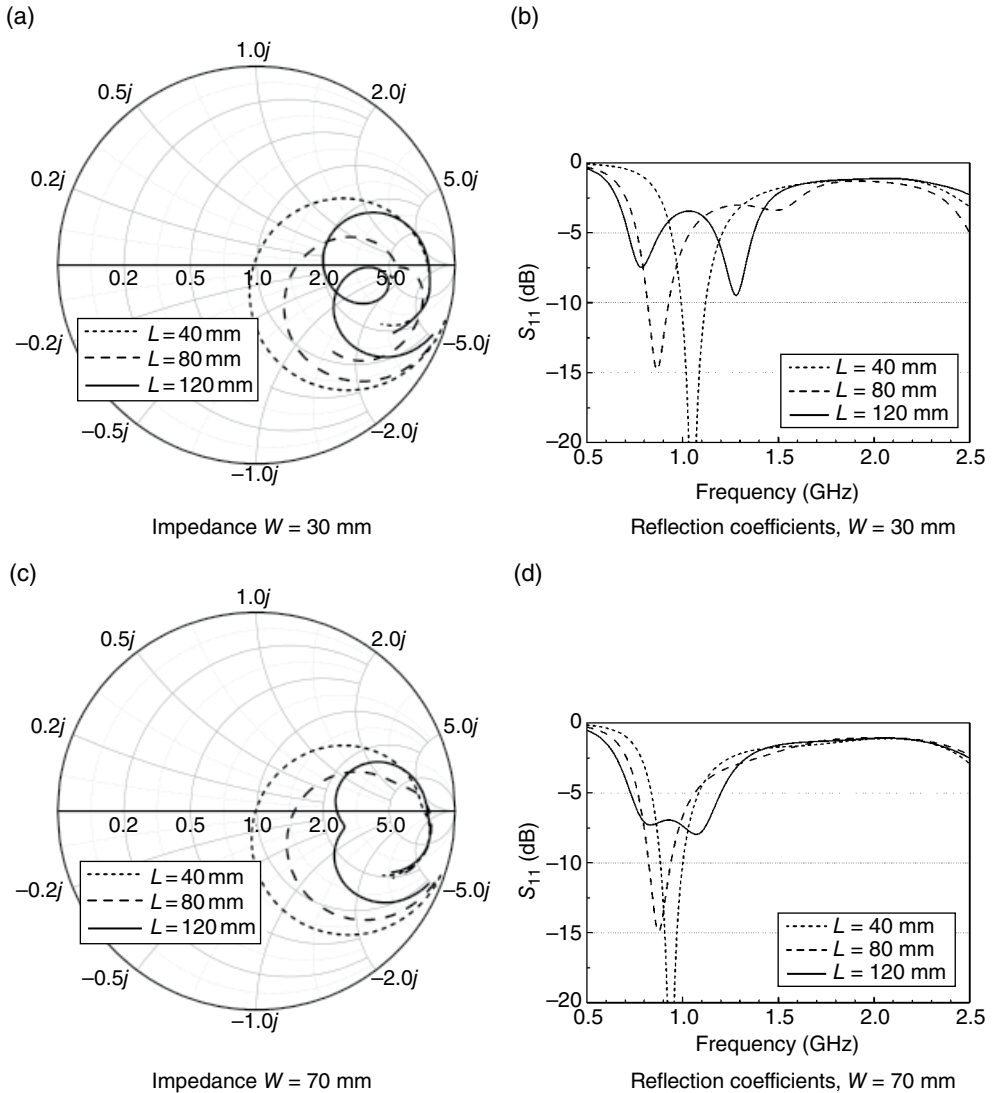 (a)
1.0j
0.5j
2.0j
0.2j
5.0j
0.2 0.5 1.0 2.0 5.0
–0.2j
–5.0j
L = 40 mm
L = 80 mm
L = 120 mm
–0.5j
–2.0j
–1.0j
Impedance W = 30 mm
(b)
0
–5
–10
–15
–20
S11 (dB)
L = 40 mm
L = 80 mm
L = 120 mm
0.5 1.0 1.5 2.0 2.5
Frequency (GHz)
Reflection coefficients, W = 30 mm
(c)
1.0j
0.5j
2.0j
0.2j
5.0j
0.2 0.5 1.0 2.0 5.0
–0.2j
–5.0j
L = 40 mm
L = 80 mm
L = 120 mm
–0.5j
–2.0j
–1.0j
Impedance W = 70 mm
(d)
0
–5
–10
–15
–20
S11 (dB)
L = 40 mm
L = 80 mm
L = 120 mm
0.5 1.0 1.5 2.0 2.5
Frequency (GHz)
Reflection coefficients, W = 70 mm